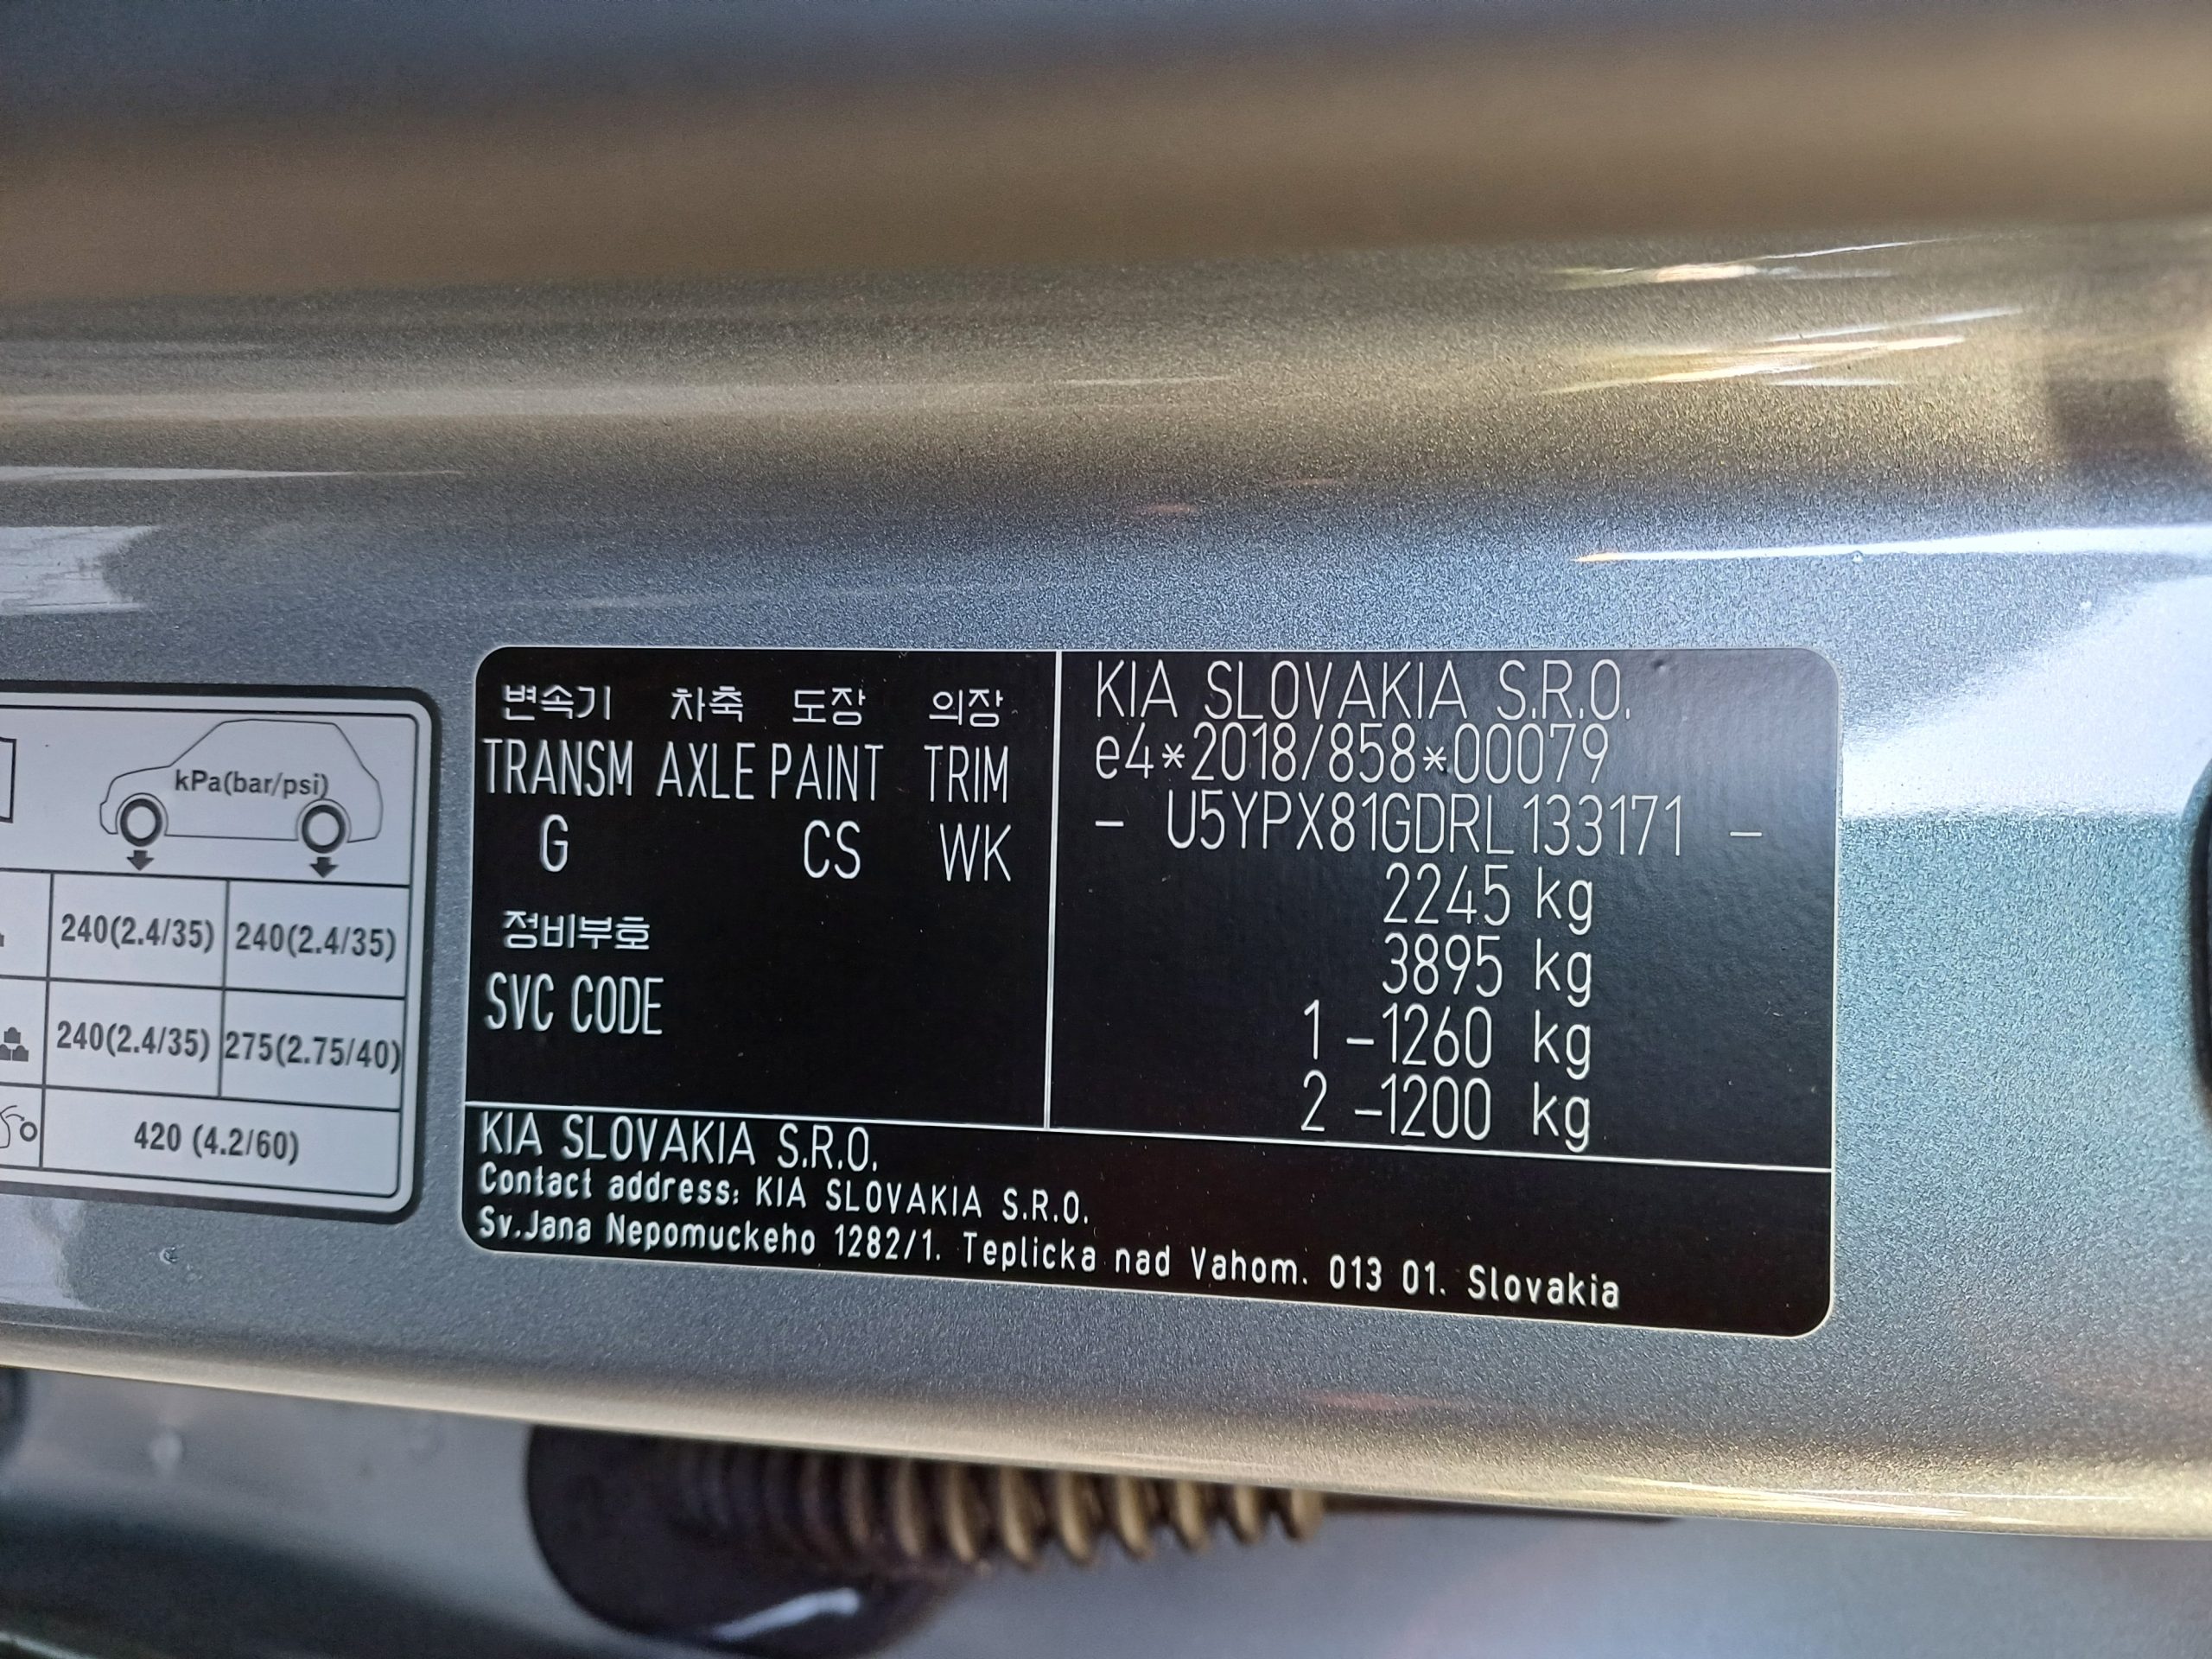 kPa(bar/psi)
240(2.4/35) 240(2.4/35)
240(2.4/35) 275(2.75/40)
420 (4.2/60)
변속기 차축 도장 의장
TRANSM AXLE PAINT TRIM
G CS WK
정비부호
SVC CODE
KIA SLOVAKIA S.R.O.
e4*2018/858*00079
- U5YPX81GDRL133171 -
2245 kg
3895 kg
1 -1260 kg
2 -1200 kg
KIA SLOVAKIA S.R.O.
Contact address: KIA SLOVAKIA S.R.O.
Sv.Jana Nepomuckeho 1282/1. Teplicka nad Vahom. 013 01. Slovakia